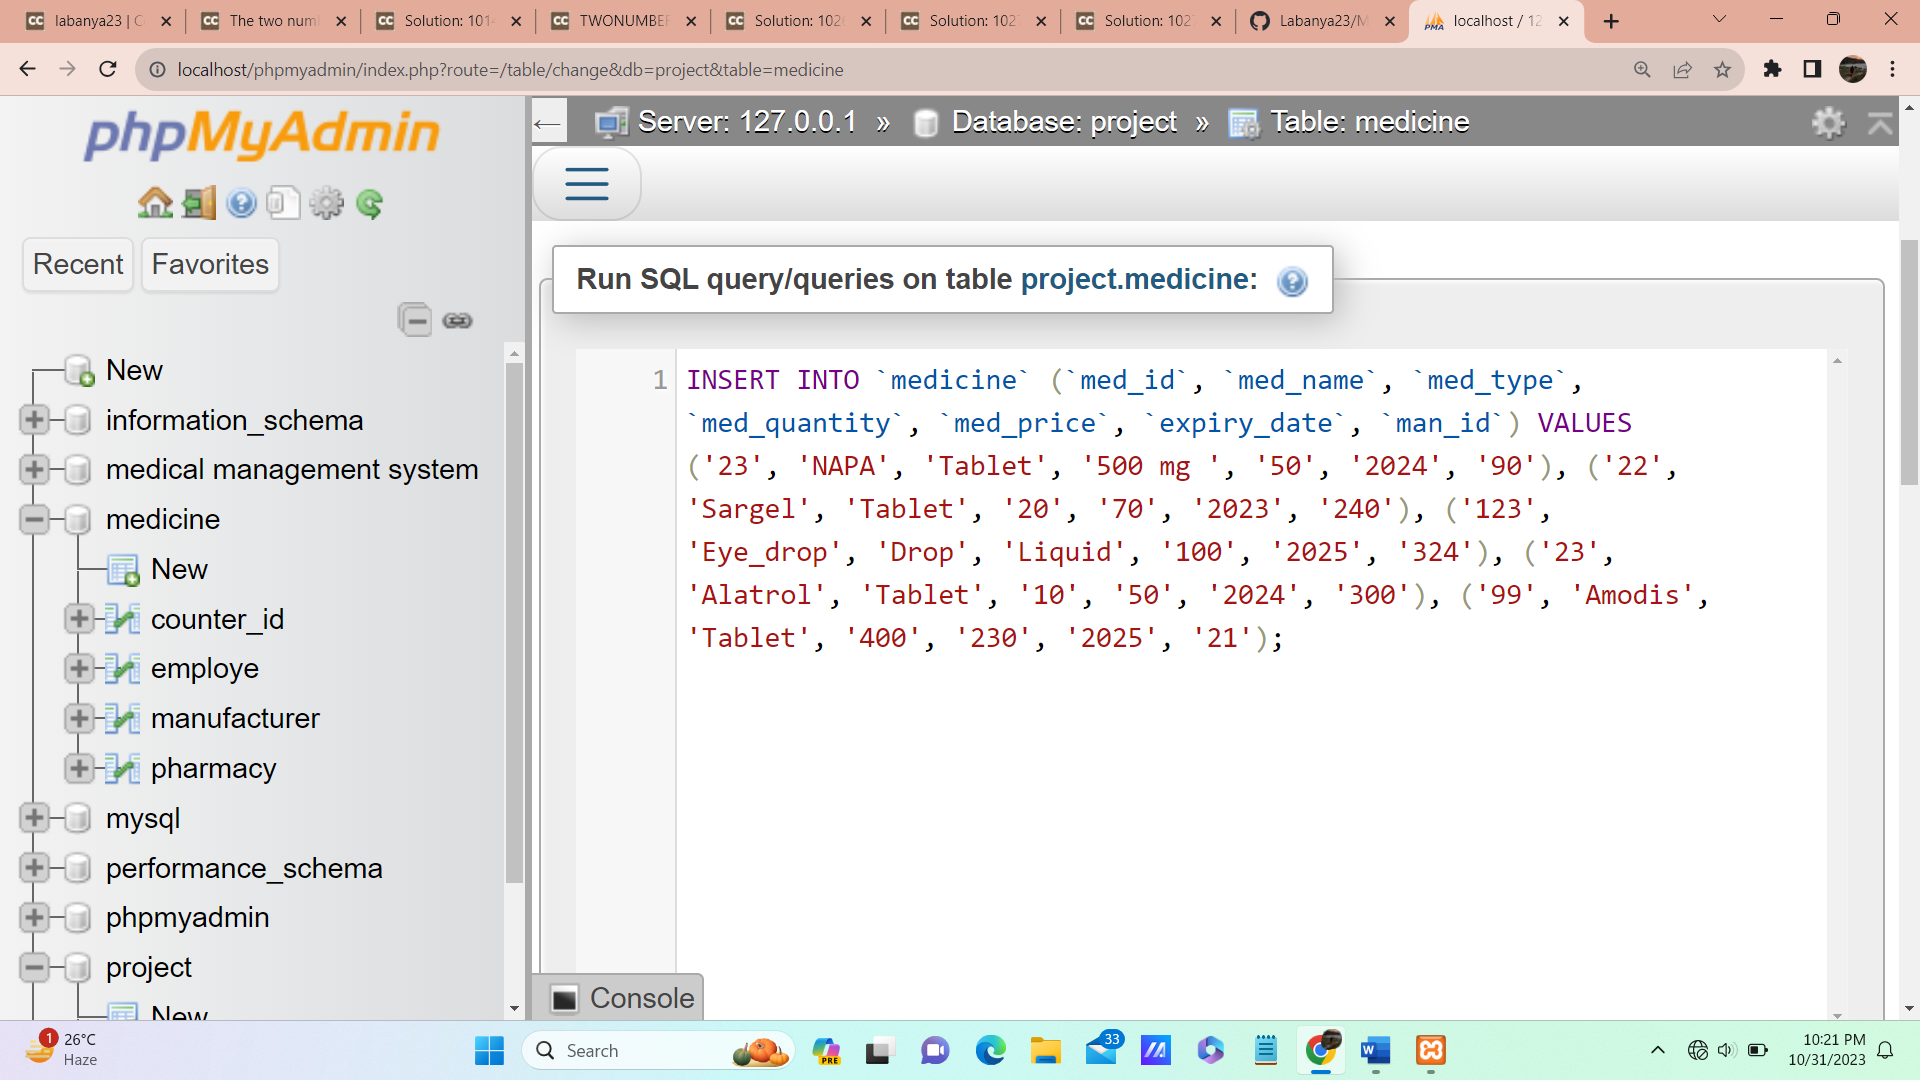 labanya23 | C
The two num
Solution: 101
TWONUMBE
Solution: 102
Solution: 102
Solution: 102
Labanya23/M
localhost / 12
localhost/phpmyadmin/index.php?route=/table/change&db=project&table=medicine
phpMyAdmin
Server: 127.0.0.1 » Database: project » Table: medicine
Recent
Favorites
New
information_schema
medical management system
medicine
New
counter_id
employe
manufacturer
pharmacy
mysql
performance_schema
phpmyadmin
project
New
Run SQL query/queries on table project.medicine:
1
INSERT INTO `medicine` (`med_id`, `med_name`, `med_type`,
`med_quantity`, `med_price`, `expiry_date`, `man_id`) VALUES
('23', 'NAPA', 'Tablet', '500 mg ', '50', '2024', '90'), ('22',
'Sargel', 'Tablet', '20', '70', '2023', '240'), ('123',
'Eye_drop', 'Drop', 'Liquid', '100', '2025', '324'), ('23',
'Alatrol', 'Tablet', '10', '50', '2024', '300'), ('99', 'Amodis',
'Tablet', '400', '230', '2025', '21');
Console
1
26°C
Haze
Search
PRE
33
10:21 PM
10/31/2023